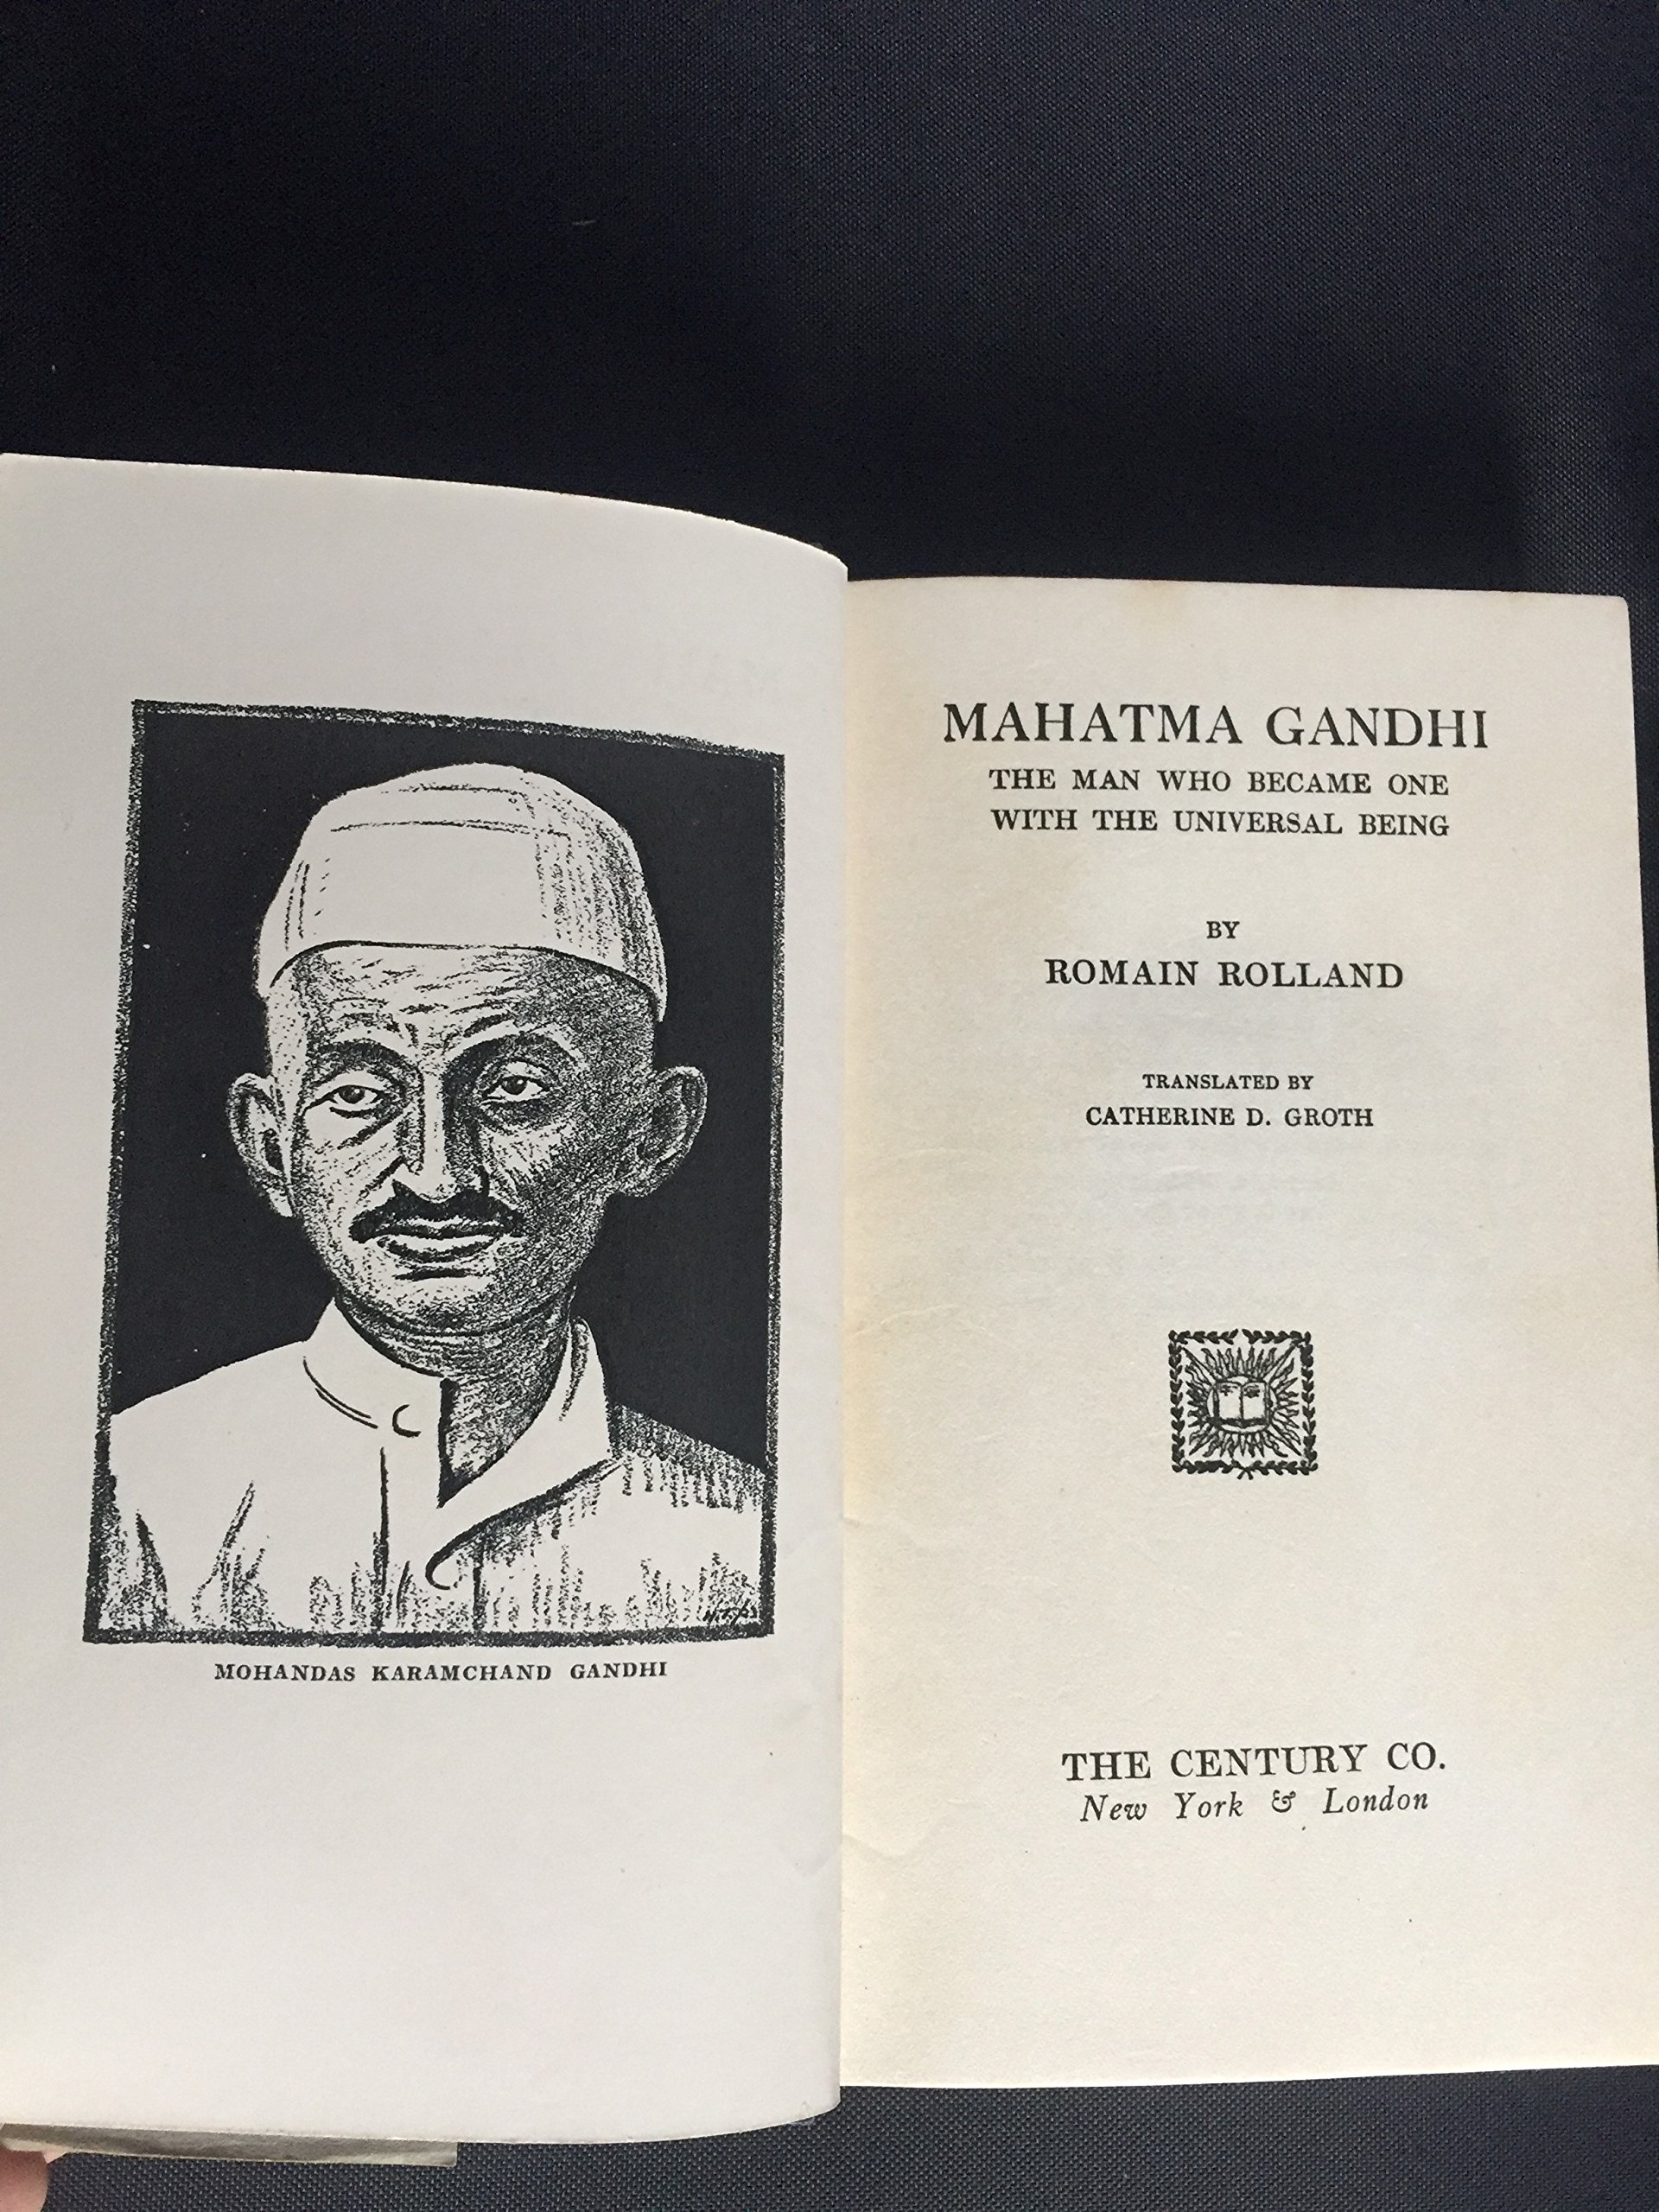 MOHANDAS KARAMCHAND GANDHI
MAHATMA GANDHI
THE MAN WHO BECAME ONE
WITH THE UNIVERSAL BEING
BY
ROMAIN ROLLAND
TRANSLATED BY
CATHERINE D. GROTH
THE CENTURY CO.
New York & London